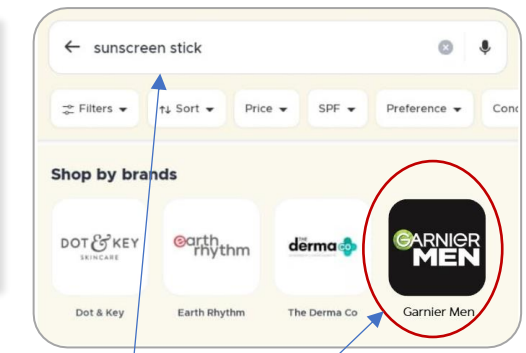 sunscreen stick
Filters Sort Price SPF Preference Conc
Shop by brands
DOT & KEY
SKINCARE
earth
rhythm
THE
derma co
GARNIER
MEN
Dot & Key Earth Rhythm The Derma Co Garnier Men